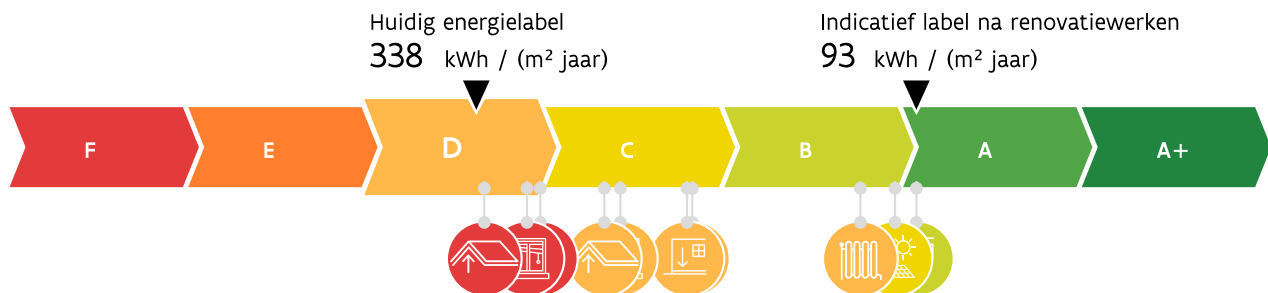 Huidig energielabel
338 kWh / (m² jaar)
Indicatief label na renovatiewerken
93 kWh / (m² jaar)
F E D C B A A+